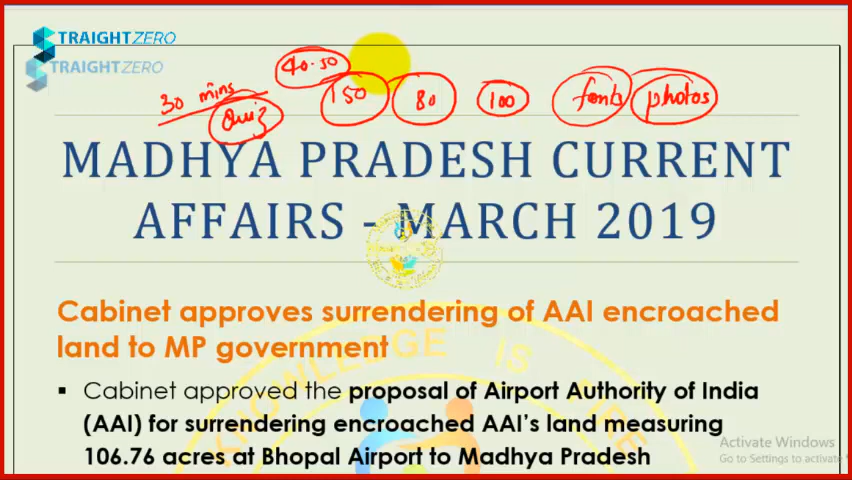 TRAIGHTZERO
TRAIGHTZERO
30 mins
Quiz
40-50
150
80
100
fonts
photos
MADHYA PRADESH CURRENT
AFFAIRS - MARCH 2019
Cabinet approves surrendering of AAI encroached
land to MP government
KNOWLEDGE IS
▪ Cabinet approved the proposal of Airport Authority of India
(AAI) for surrendering encroached AAI's land measuring
106.76 acres at Bhopal Airport to Madhya Pradesh
Activate Windows
Go to Settings to activate